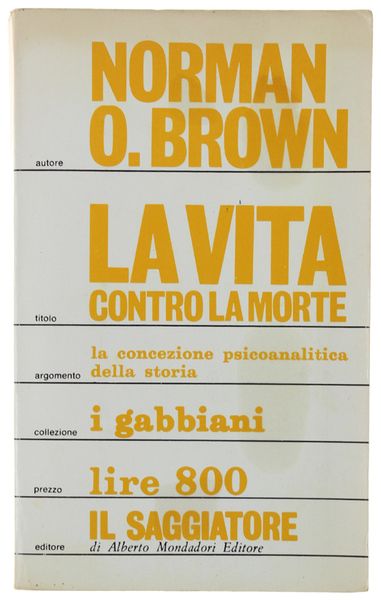 NORMAN
autore O. BROWN
LA VITA
titolo CONTRO LA MORTE
la concezione psicoanalitica
argomento della storia
collezione i gabbiani
prezzo lire 800
IL SAGGIATORE
editore di Alberto Mondadori Editore